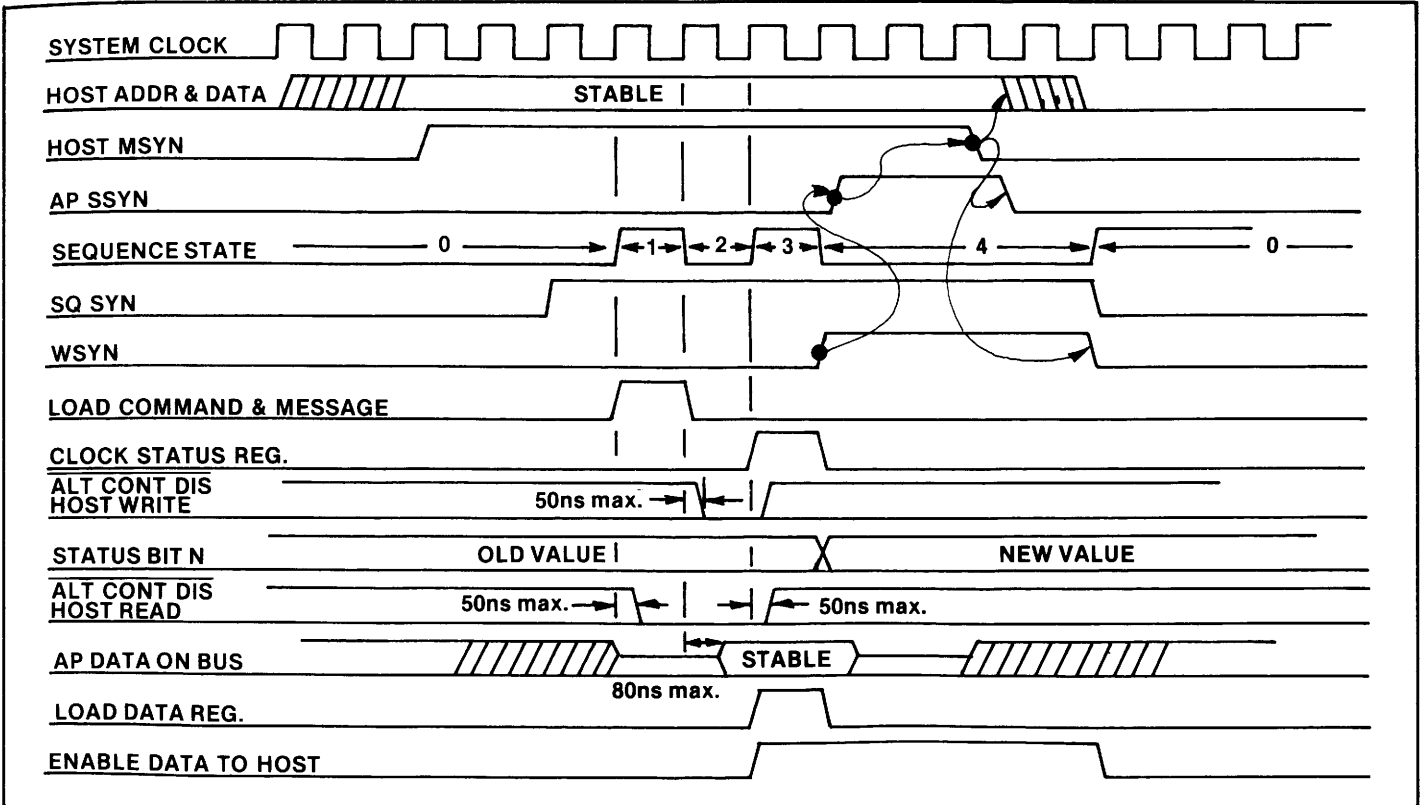 SYSTEM CLOCK
HOST ADDR & DATA STABLE
HOST MSYN
AP SSYN
SEQUENCE STATE 0 1 2 3 4 0
SQ SYN
WSYN
LOAD COMMAND & MESSAGE
CLOCK STATUS REG.
ALT CONT DIS
HOST WRITE 50ns max.
STATUS BIT N OLD VALUE NEW VALUE
ALT CONT DIS
HOST READ 50ns max. 50ns max.
AP DATA ON BUS STABLE
80ns max.
LOAD DATA REG.
ENABLE DATA TO HOST